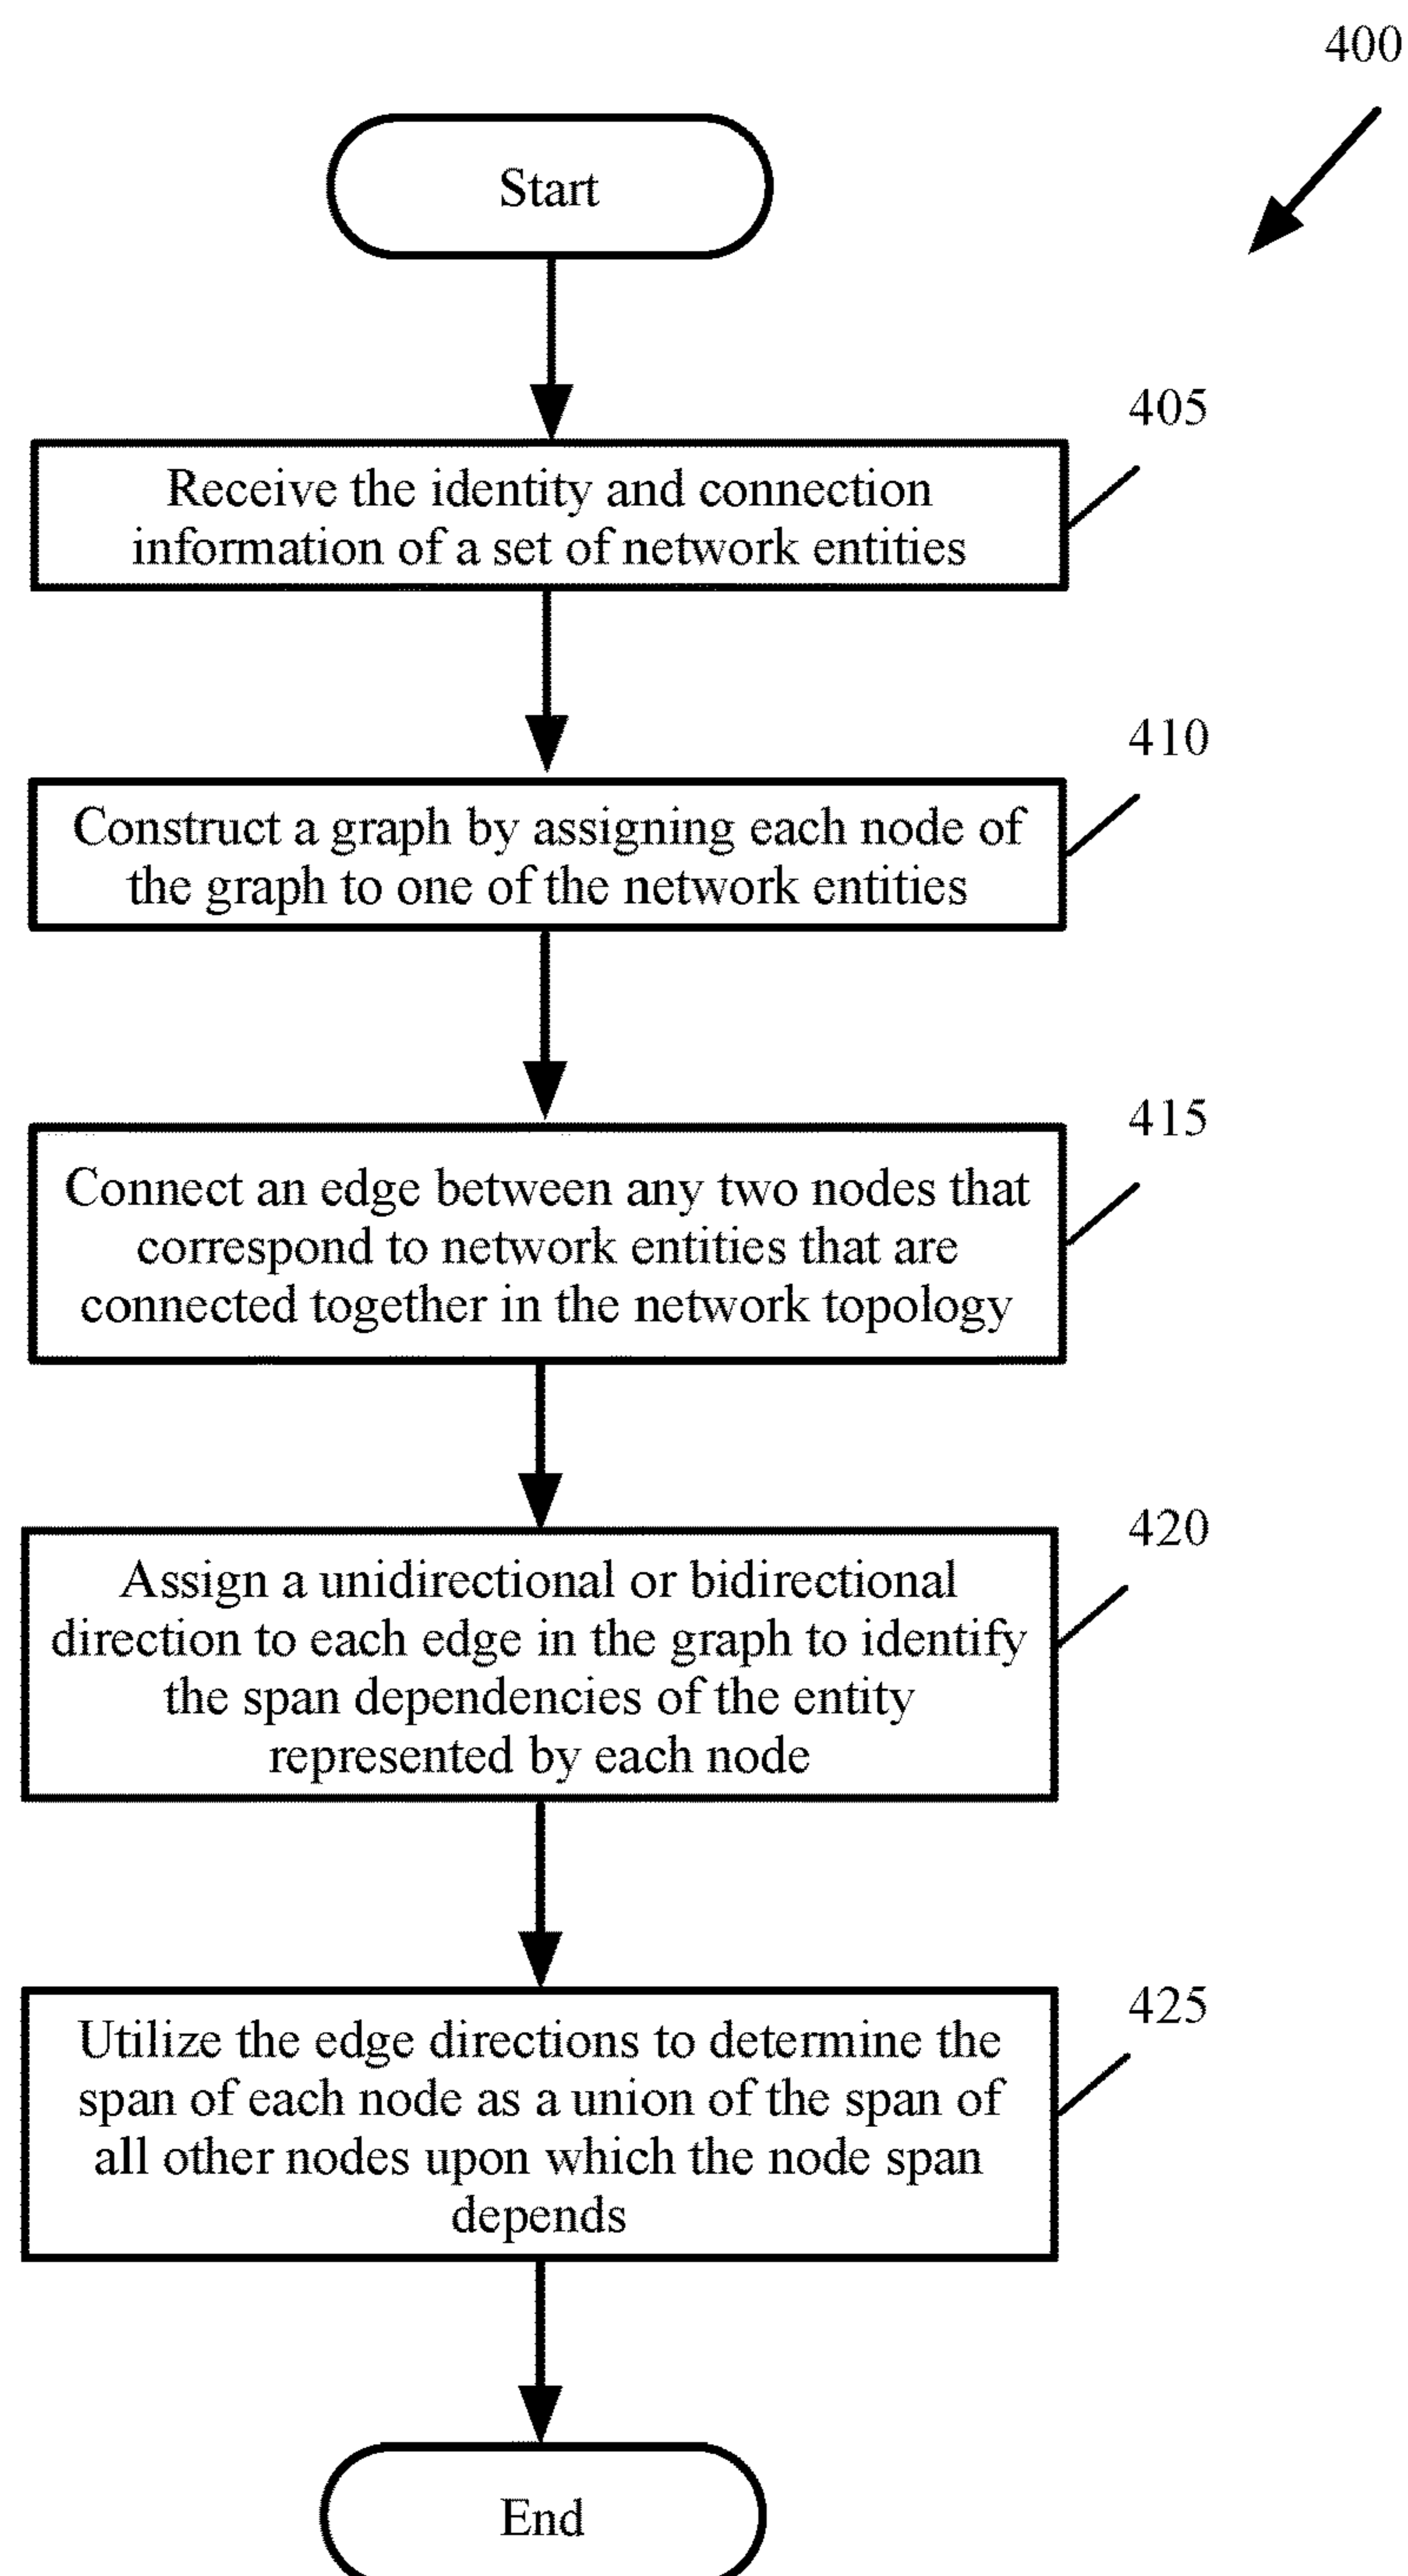 400
Start
405
Receive the identity and connection
information of a set of network entities
410
Construct a graph by assigning each node of
the graph to one of the network entities
415
Connect an edge between any two nodes that
correspond to network entities that are
connected together in the network topology
420
Assign a unidirectional or bidirectional
direction to each edge in the graph to identify
the span dependencies of the entity
represented by each node
425
Utilize the edge directions to determine the
span of each node as a union of the span of
all other nodes upon which the node span
depends
End